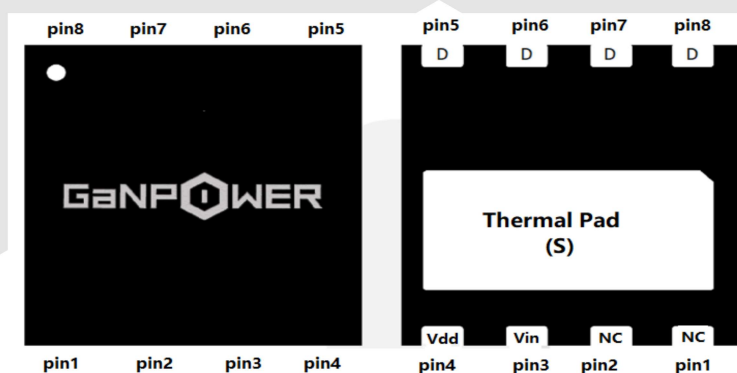 pin8 pin7 pin6 pin5
GaNPOWER
pin1 pin2 pin3 pin4
pin5 pin6 pin7 pin8
D D D D
Thermal Pad
(S)
Vdd Vin NC NC
pin4 pin3 pin2 pin1